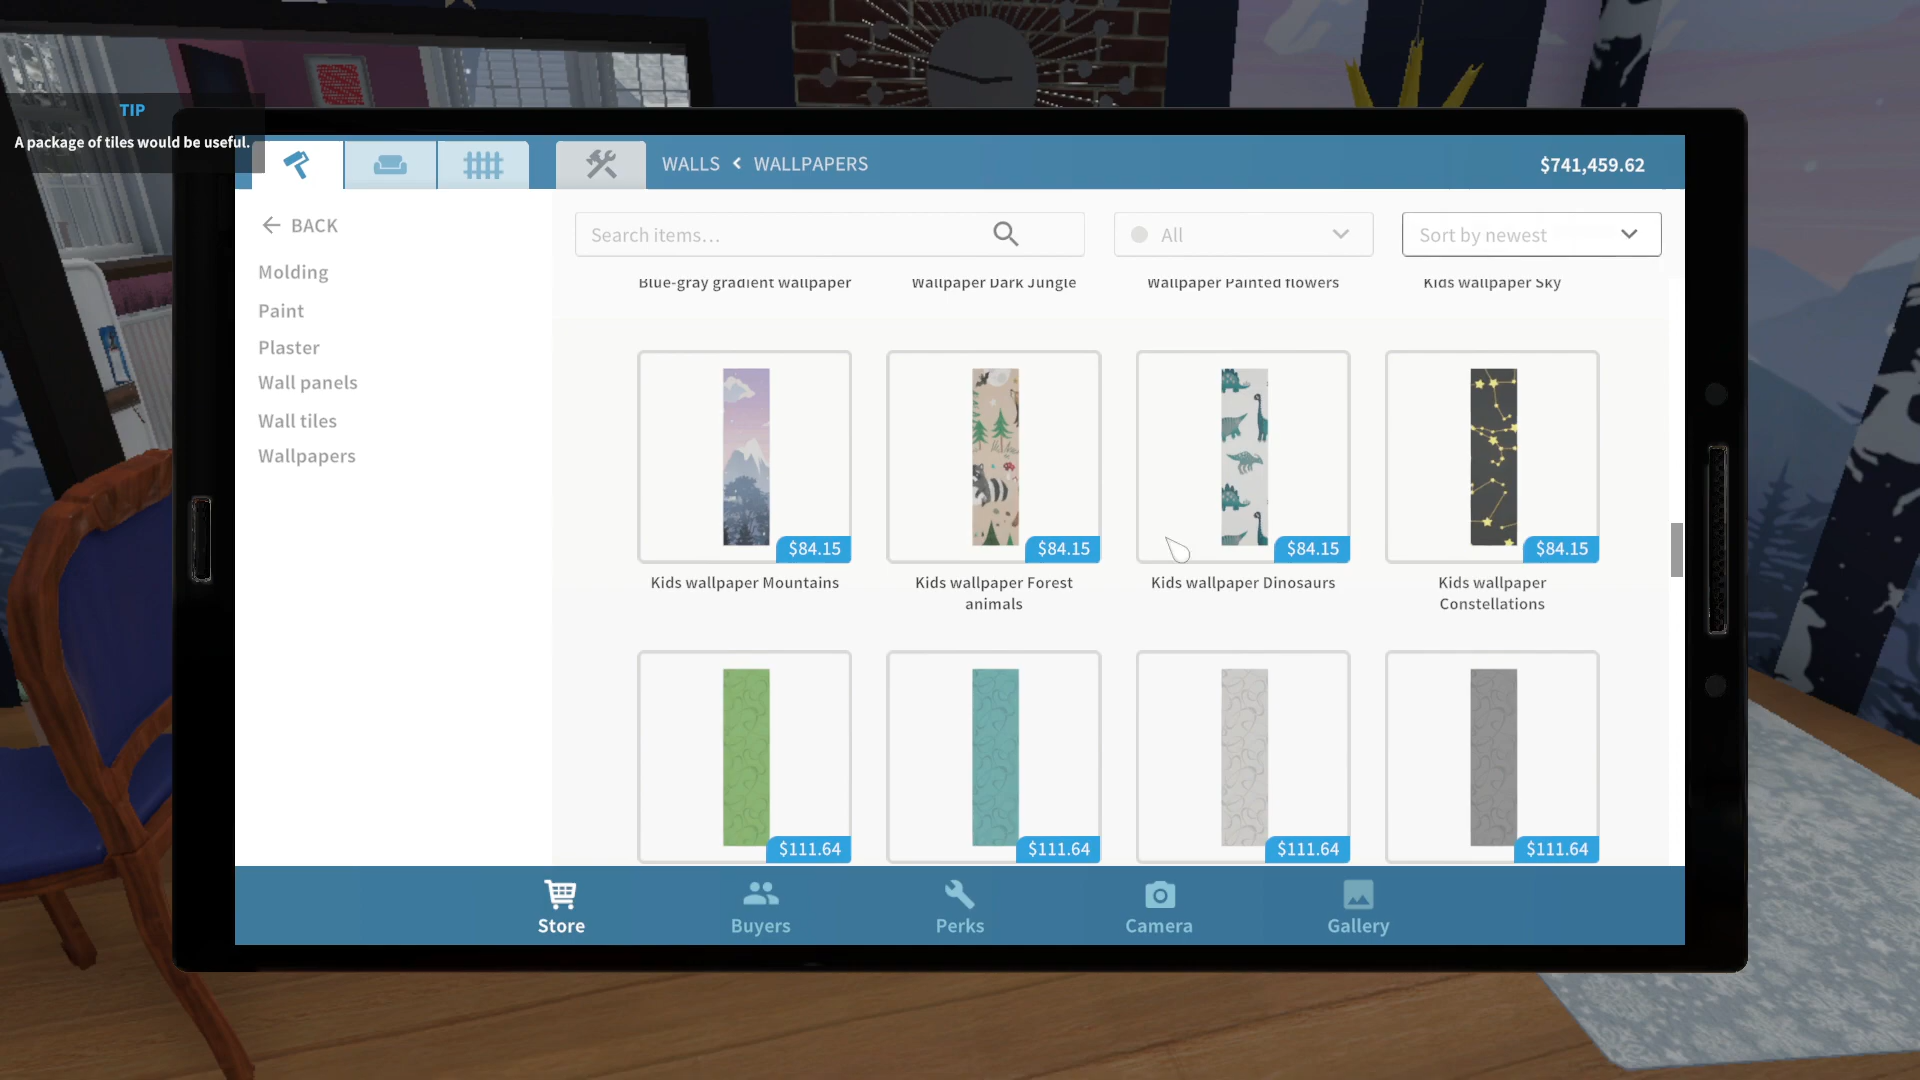 TIP
A package of tiles would be useful.
WALLS < WALLPAPERS
$741,459.62
BACK
Molding
Paint
Plaster
Wall panels
Wall tiles
Wallpapers
Search items...
All
Sort by newest
Blue-gray gradient wallpaper
Wallpaper Dark Jungle
Wallpaper Painted flowers
Kids wallpaper Sky
$84.15
$84.15
$84.15
$84.15
Kids wallpaper Mountains
Kids wallpaper Forest
animals
Kids wallpaper Dinosaurs
Kids wallpaper
Constellations
$111.64
$111.64
$111.64
$111.64
Store
Buyers
Perks
Camera
Gallery